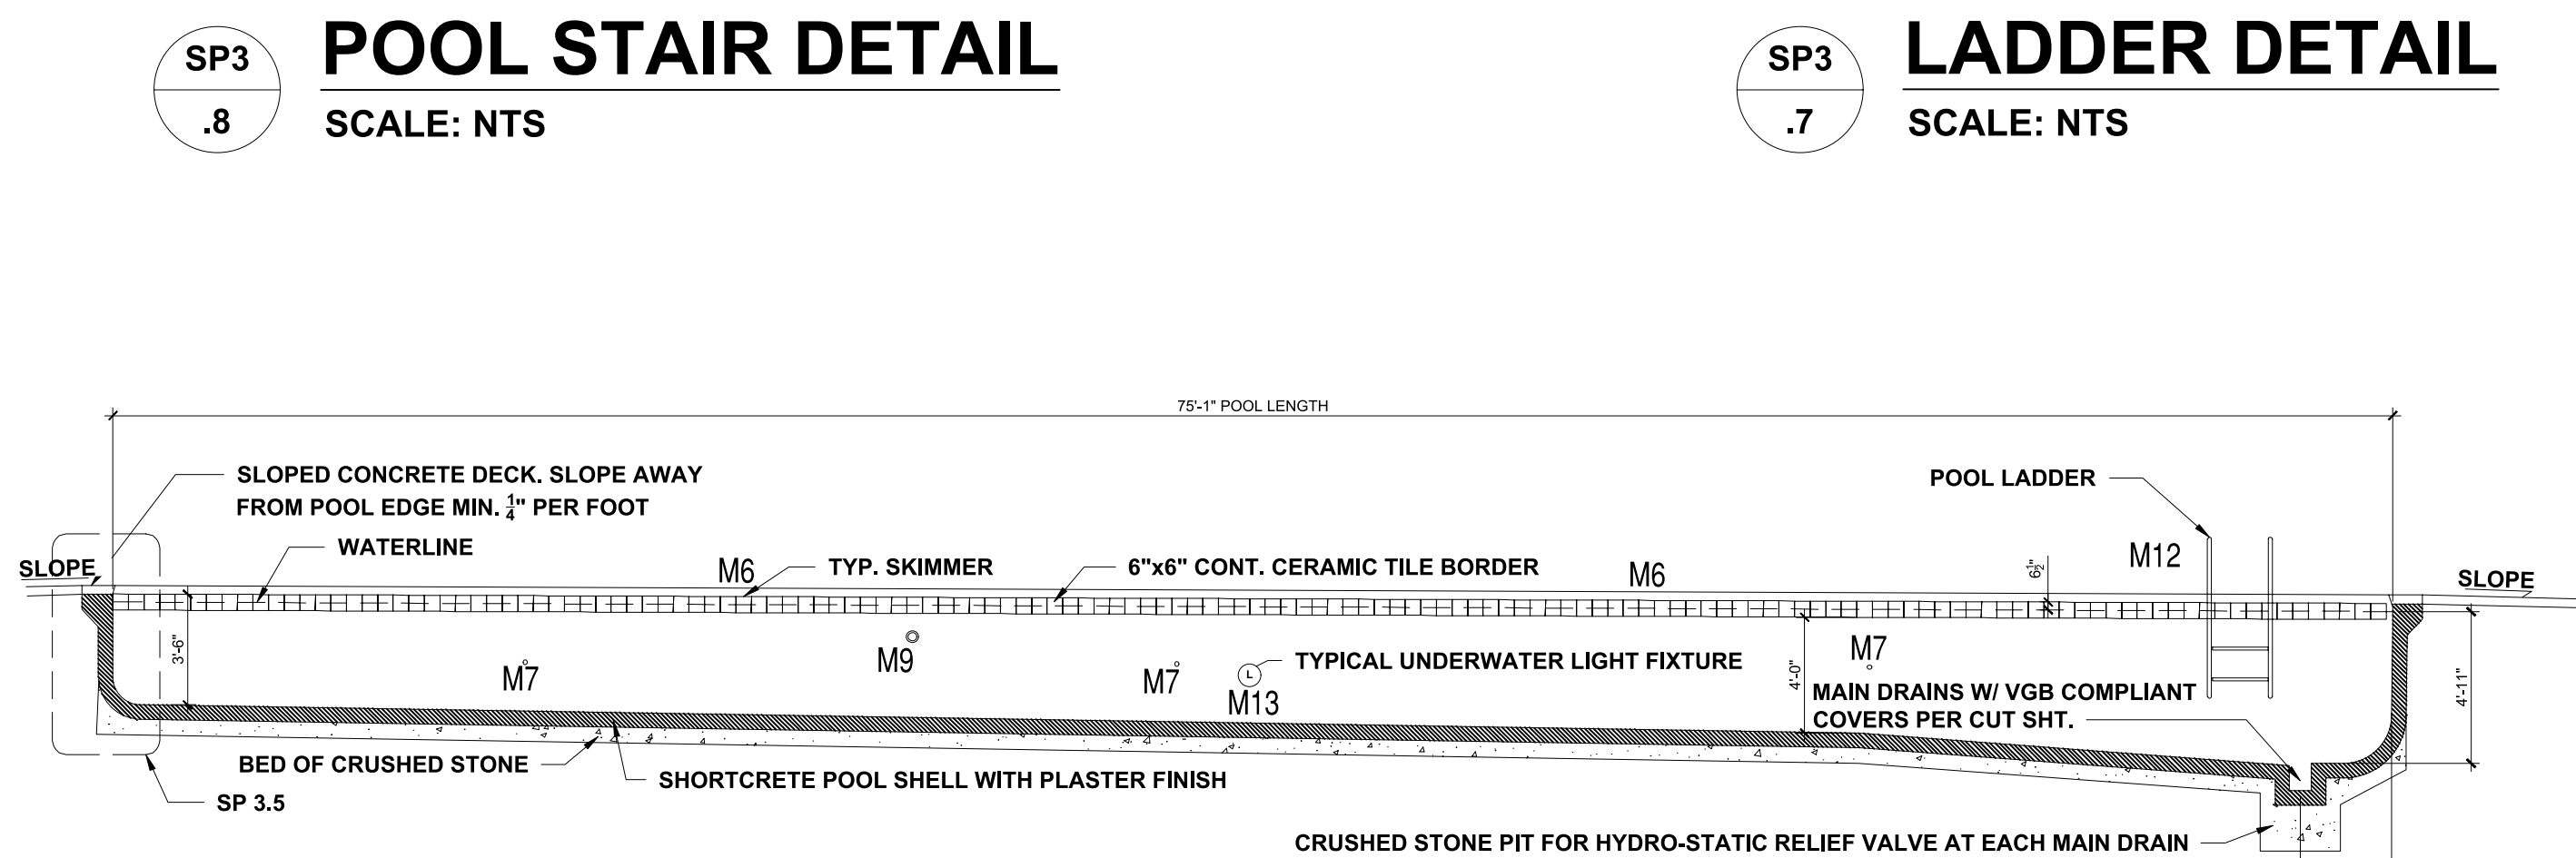 SP3
.8
POOL STAIR DETAIL
SCALE: NTS
SP3
.7
LADDER DETAIL
SCALE: NTS
75'-1" POOL LENGTH
SLOPED CONCRETE DECK. SLOPE AWAY
FROM POOL EDGE MIN. 1/4" PER FOOT
POOL LADDER
WATERLINE
SLOPE
M6
TYP. SKIMMER
6"x6" CONT. CERAMIC TILE BORDER
M6
6 1/2"
M12
SLOPE
3'-6"
M7
M9
M7
L
M13
TYPICAL UNDERWATER LIGHT FIXTURE
4'-0"
M7
MAIN DRAINS W/ VGB COMPLIANT
COVERS PER CUT SHT.
4'-11"
BED OF CRUSHED STONE
SHORTCRETE POOL SHELL WITH PLASTER FINISH
SP 3.5
CRUSHED STONE PIT FOR HYDRO-STATIC RELIEF VALVE AT EACH MAIN DRAIN